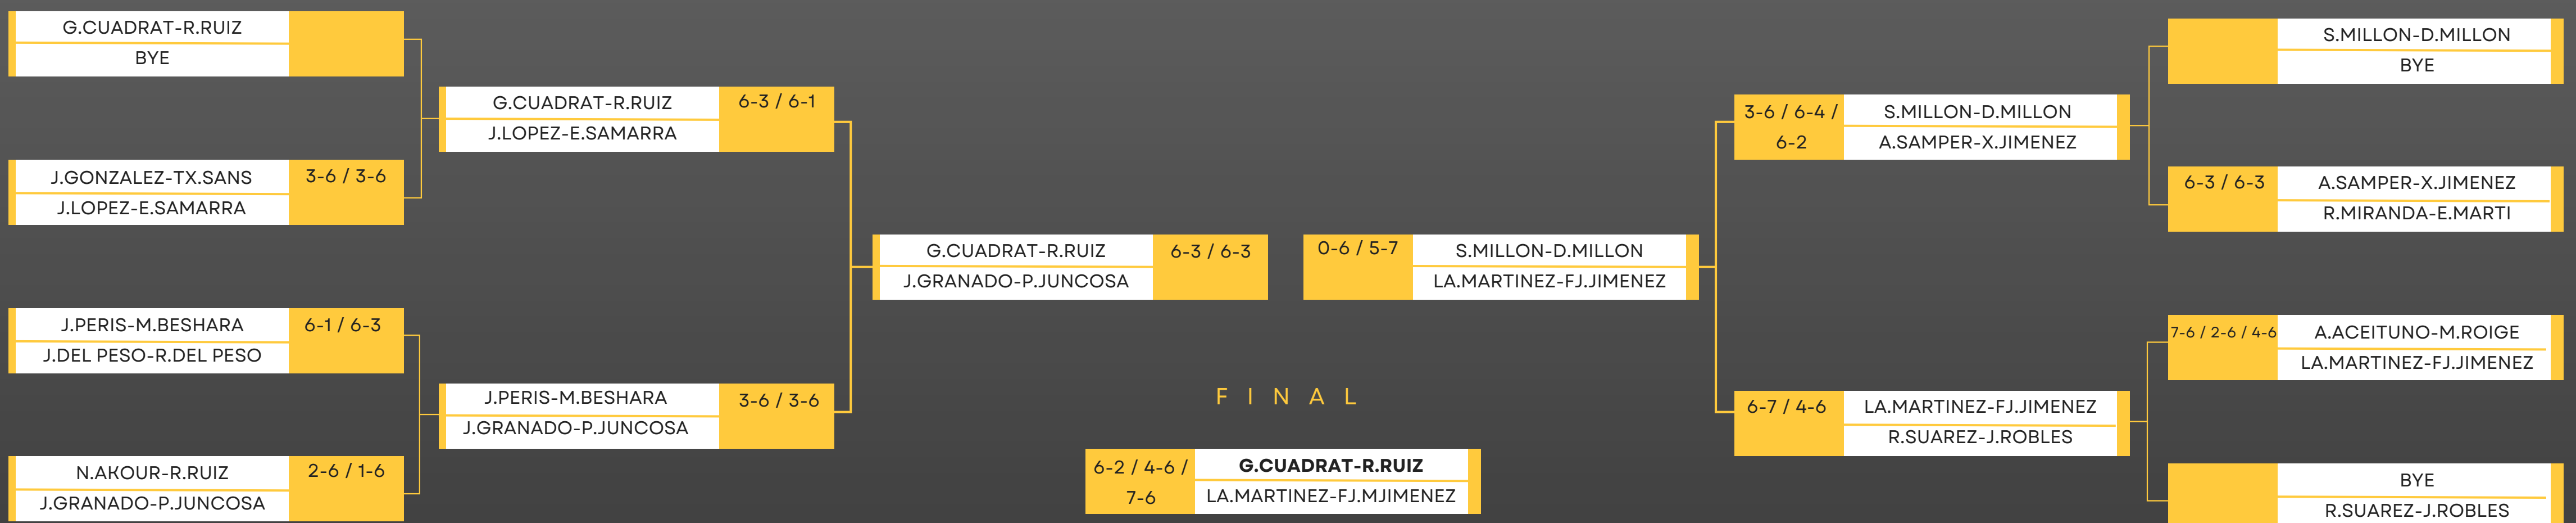 G.CUADRAT-R.RUIZ
BYE
J.GONZALEZ-TX.SANS
3-6 / 3-6
J.LOPEZ-E.SAMARRA
J.PERIS-M.BESHARA
6-1 / 6-3
J.DEL PESO-R.DEL PESO
N.AKOUR-R.RUIZ
2-6 / 1-6
J.GRANADO-P.JUNCOSA
G.CUADRAT-R.RUIZ
6-3 / 6-1
J.LOPEZ-E.SAMARRA
J.PERIS-M.BESHARA
3-6 / 3-6
J.GRANADO-P.JUNCOSA
G.CUADRAT-R.RUIZ
6-3 / 6-3
J.GRANADO-P.JUNCOSA
0-6 / 5-7
S.MILLON-D.MILLON
LA.MARTINEZ-FJ.JIMENEZ
FINAL
6-2 / 4-6 /
7-6
G.CUADRAT-R.RUIZ
LA.MARTINEZ-FJ.MJIMENEZ
3-6 / 6-4 /
6-2
S.MILLON-D.MILLON
A.SAMPER-X.JIMENEZ
6-7 / 4-6
LA.MARTINEZ-FJ.JIMENEZ
R.SUAREZ-J.ROBLES
S.MILLON-D.MILLON
BYE
6-3 / 6-3
A.SAMPER-X.JIMENEZ
R.MIRANDA-E.MARTI
7-6 / 2-6 / 4-6
A.ACEITUNO-M.ROIGE
LA.MARTINEZ-FJ.JIMENEZ
BYE
R.SUAREZ-J.ROBLES